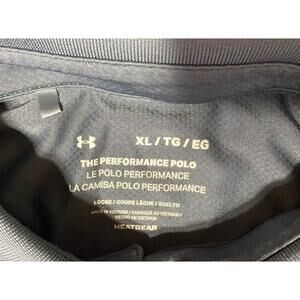 XL / TG / EG
THE PERFORMANCE POLO
LE POLO PERFORMANCE
LA CAMISA POLO PERFORMANCE
LOOSE / COUPE LÂCHE / SUELTO
MADE IN VIETNAM / FABRIQUÉ AU VIETNAM /
HECHO EN VIETNAM
HEATGEAR